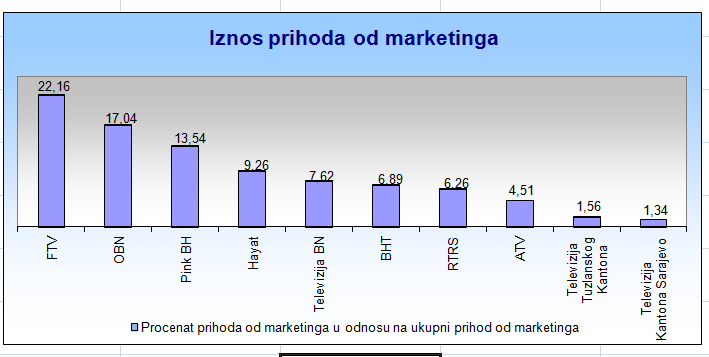 Iznos prihoda od marketinga
22,16
17,04
13,54
9,26
7,62
6,89
6,26
4,51
1,56
1,34
FTV
OBN
Pink BH
Hayat
Televizija BN
BHT
RTRS
ATV
Televizija
Tuzlanskog
Kantona
Televizija
Kantona Sarajevo
Procenat prihoda od marketinga u odnosu na ukupni prihod od marketinga